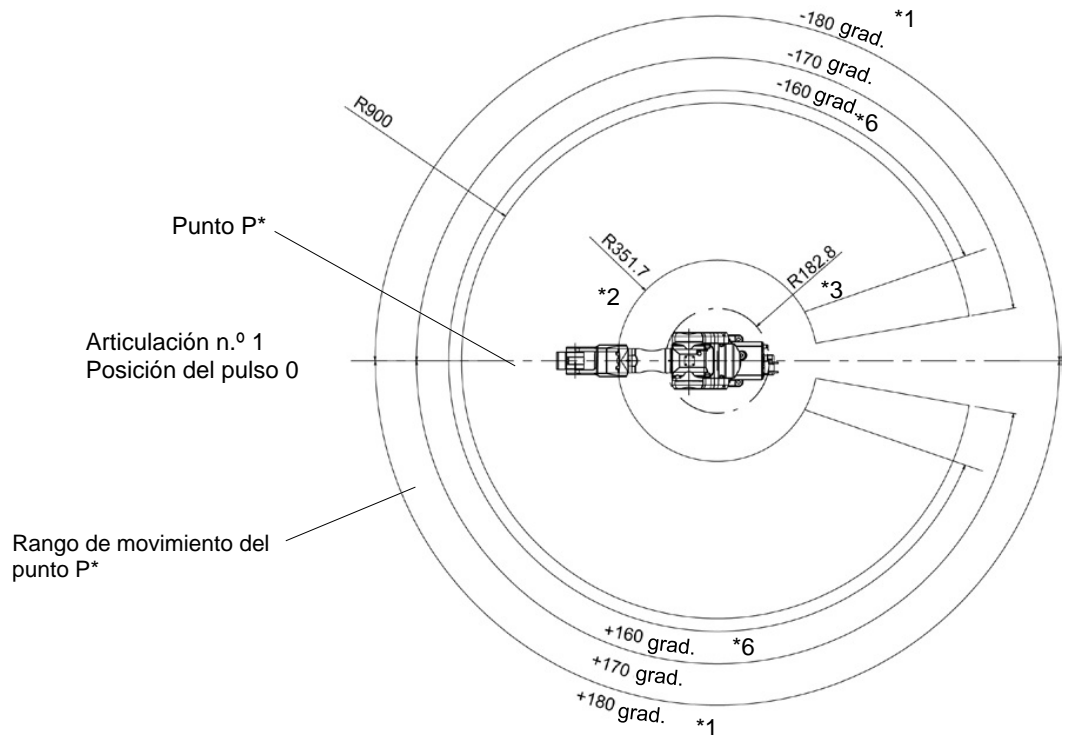 -180 grad. *1
-170 grad.
-160 grad. *6
R900
Punto P*
R351.7
*2
R182.8
*3
Articulación n.º 1
Posición del pulso 0
Rango de movimiento del
punto P*
+160 grad. *6
+170 grad.
+180 grad. *1